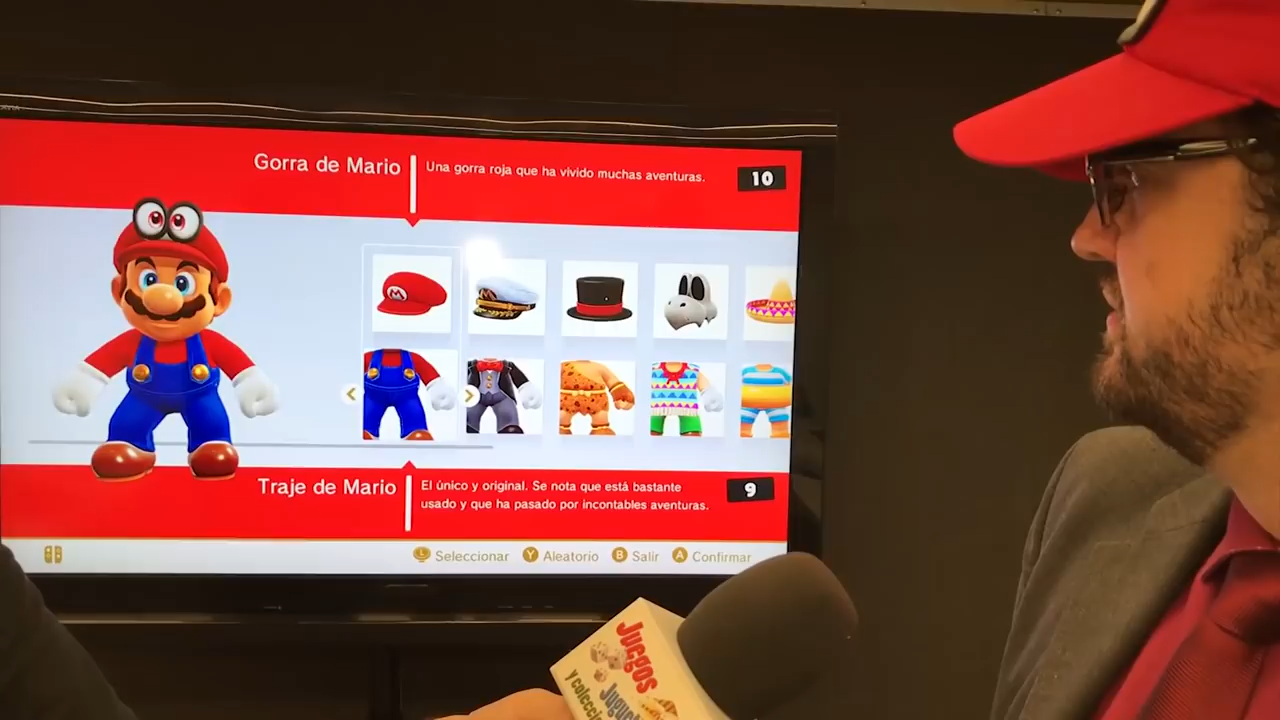 Gorra de Mario
Una gorra roja que ha vivido muchas aventuras.
10
M
Traje de Mario
El único y original. Se nota que está bastante
usado y que ha pasado por incontables aventuras.
9
L Seleccionar Y Aleatorio B Salir A Confirmar
Juegos